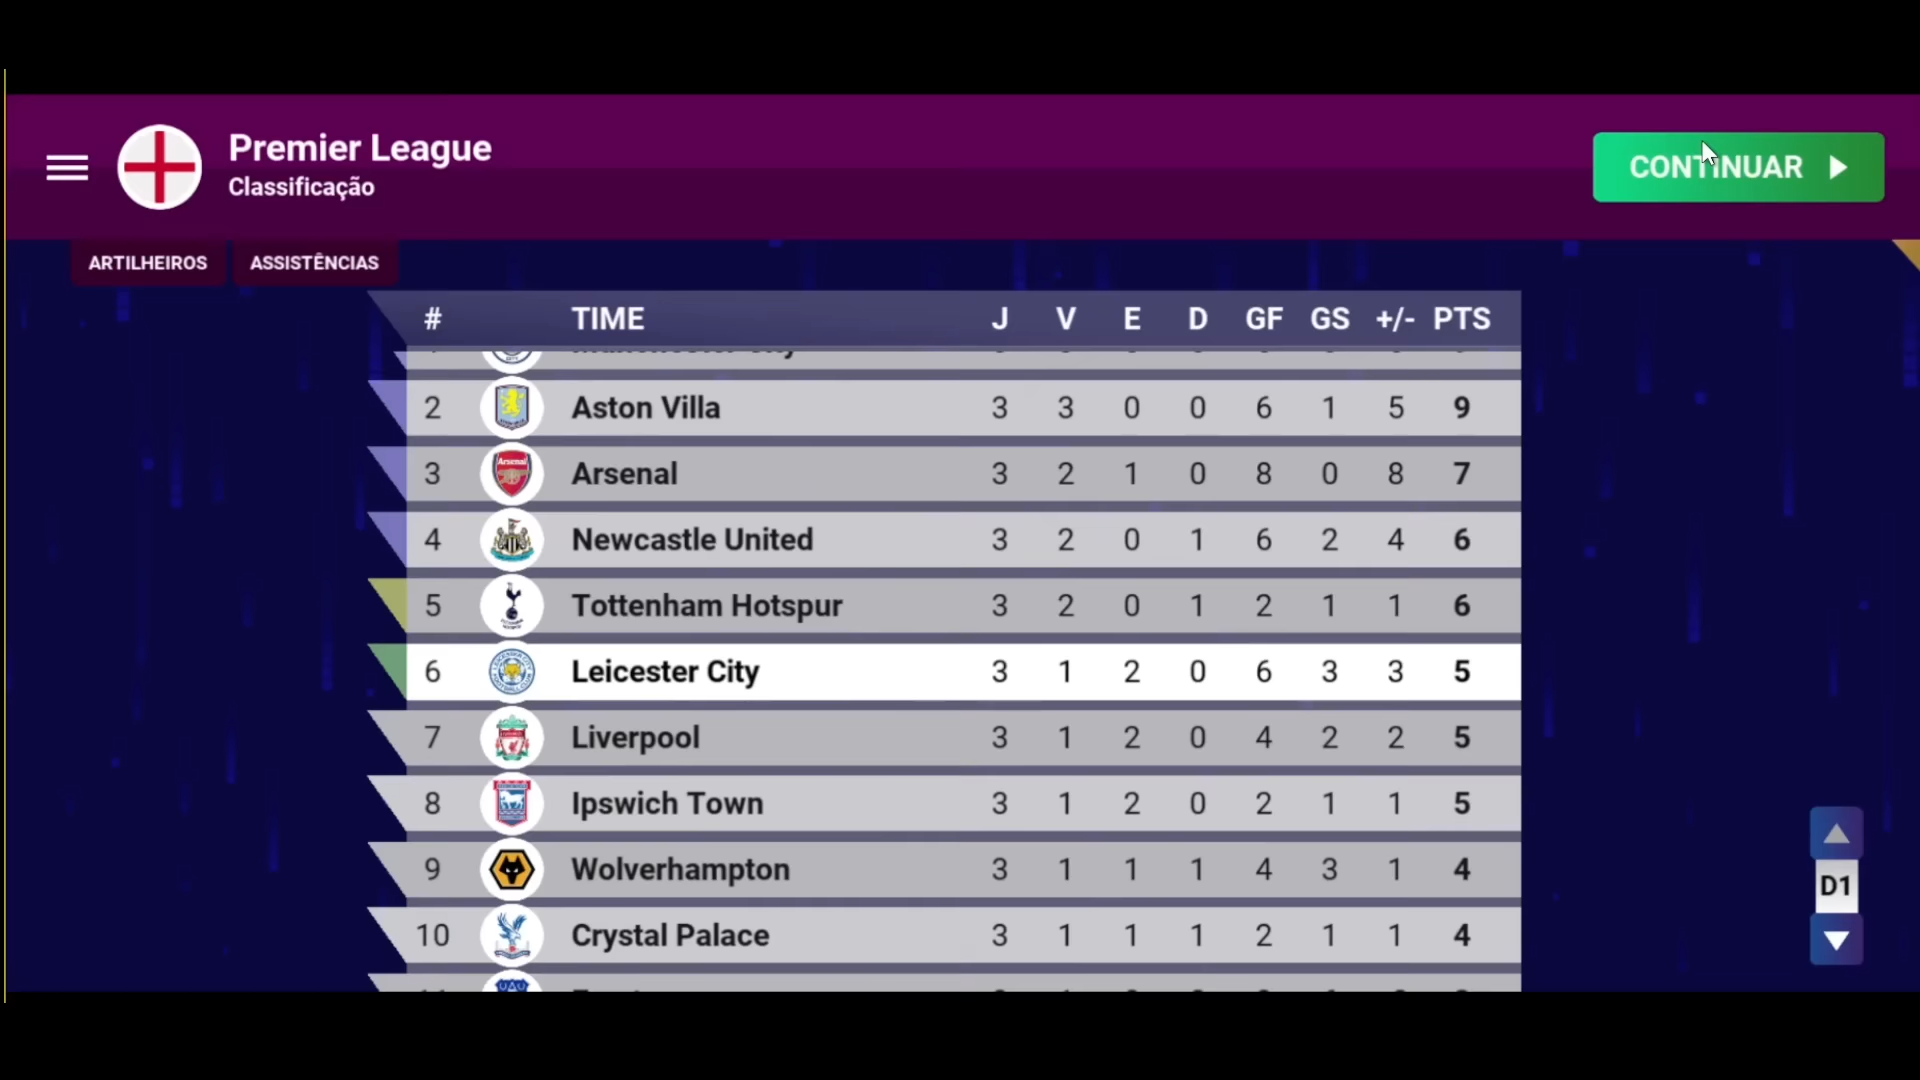 Premier League
Classificação
CONTINUAR
ARTILHEIROS ASSISTÊNCIAS
# TIME J V E D GF GS +/- PTS
2 Aston Villa 3 3 0 0 6 1 5 9
3 Arsenal 3 2 1 0 8 0 8 7
4 Newcastle United 3 2 0 1 6 2 4 6
5 Tottenham Hotspur 3 2 0 1 2 1 1 6
6 Leicester City 3 1 2 0 6 3 3 5
7 Liverpool 3 1 2 0 4 2 2 5
8 Ipswich Town 3 1 2 0 2 1 1 5
9 Wolverhampton 3 1 1 1 4 3 1 4
10 Crystal Palace 3 1 1 1 2 1 1 4
D1